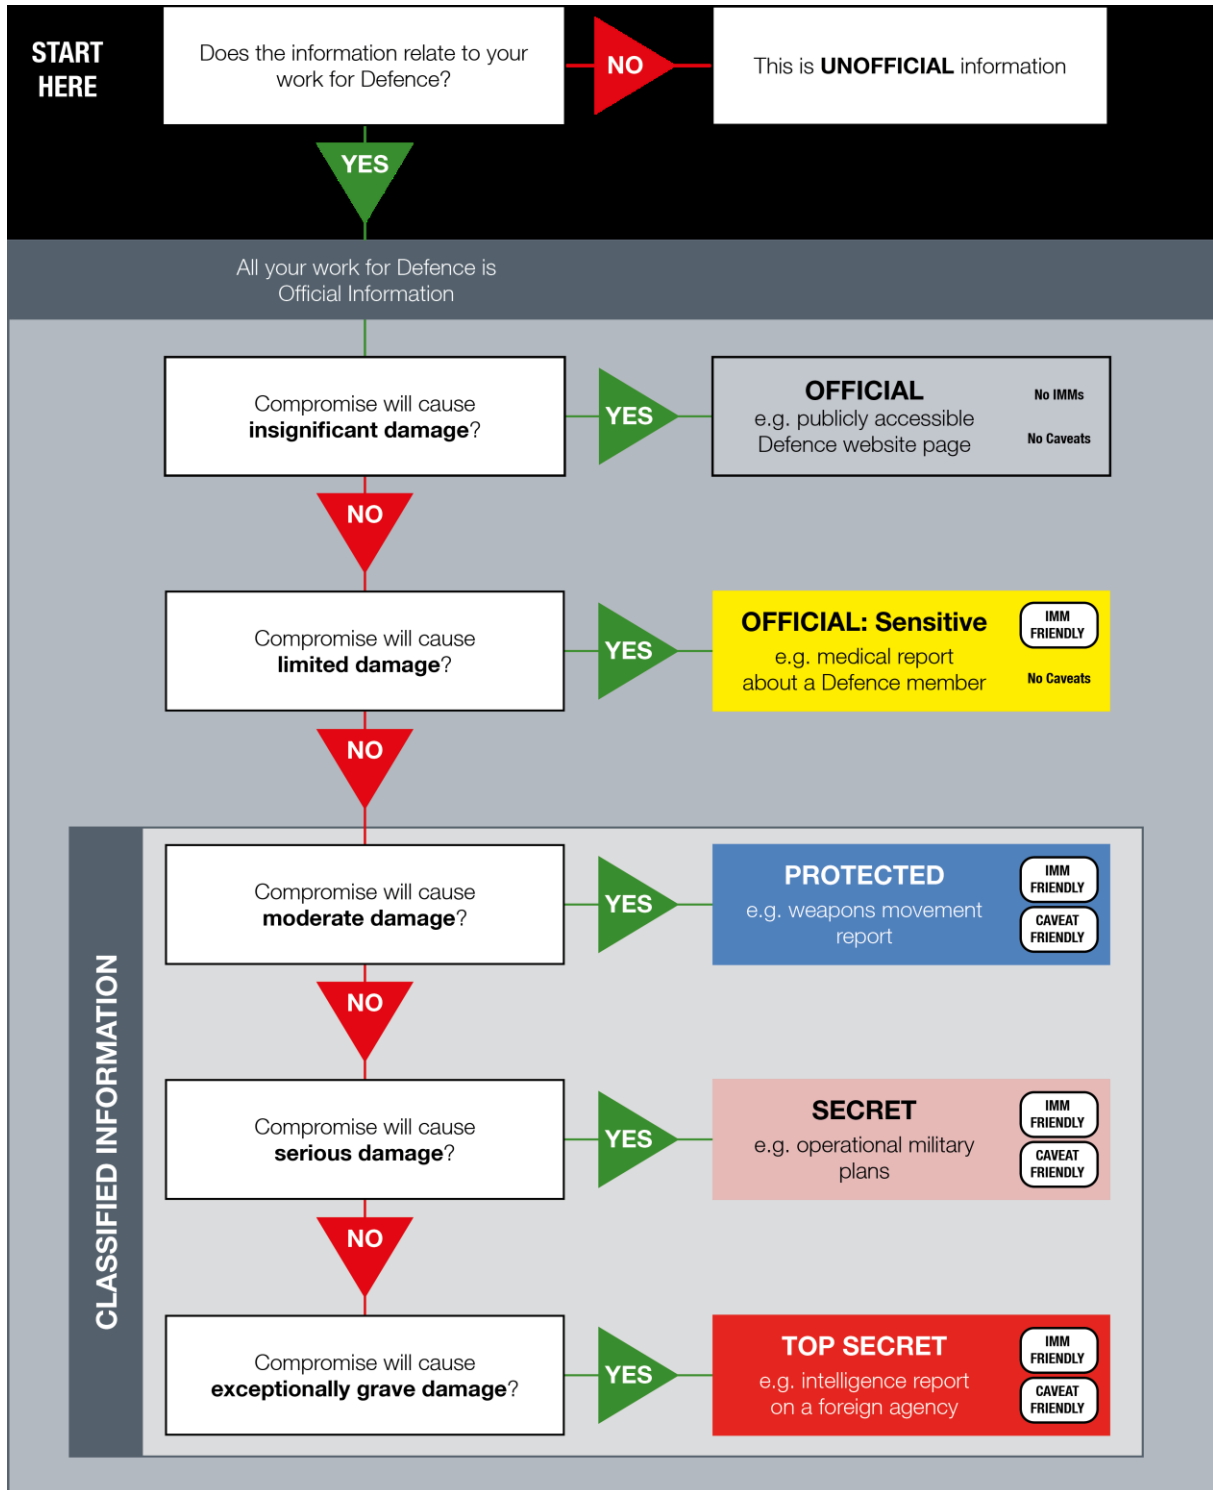 START
HERE
Does the information relate to your
work for Defence?
NO
This is UNOFFICIAL information
YES
All your work for Defence is
Official Information
Compromise will cause
insignificant damage?
YES
OFFICIAL
e.g. publicly accessible
Defence website page
No IMMs
No Caveats
NO
Compromise will cause
limited damage?
YES
OFFICIAL: Sensitive
e.g. medical report
about a Defence member
IMM
FRIENDLY
No Caveats
NO
CLASSIFIED INFORMATION
Compromise will cause
moderate damage?
YES
PROTECTED
e.g. weapons movement
report
IMM
FRIENDLY
CAVEAT
FRIENDLY
NO
Compromise will cause
serious damage?
YES
SECRET
e.g. operational military
plans
IMM
FRIENDLY
CAVEAT
FRIENDLY
NO
Compromise will cause
exceptionally grave damage?
YES
TOP SECRET
e.g. intelligence report
on a foreign agency
IMM
FRIENDLY
CAVEAT
FRIENDLY